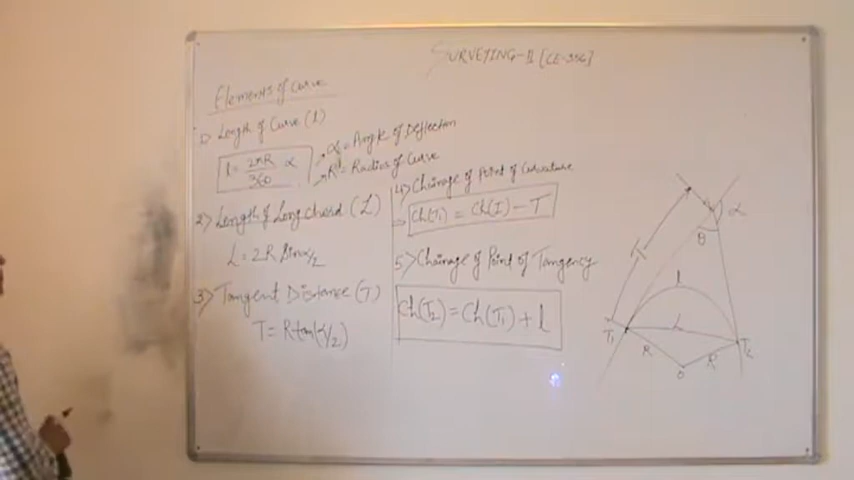 SURVEYING-II [CE-356]
Elements of curve
1) Length of Curve (l)
l = 2πR/360 α
α = Angle of Deflection
R = Radius of Curve
2) Length of Long chord (L)
L = 2R Sin α/2
3) Tangent Distance (T)
T = R tan(α/2)
4) Chainage of Point of Curvature
Ch(T1) = Ch(I) - T
5) Chainage of Point of Tangency
Ch(T2) = Ch(T1) + l
α
θ
T
l
L
T1
T2
R
R
O